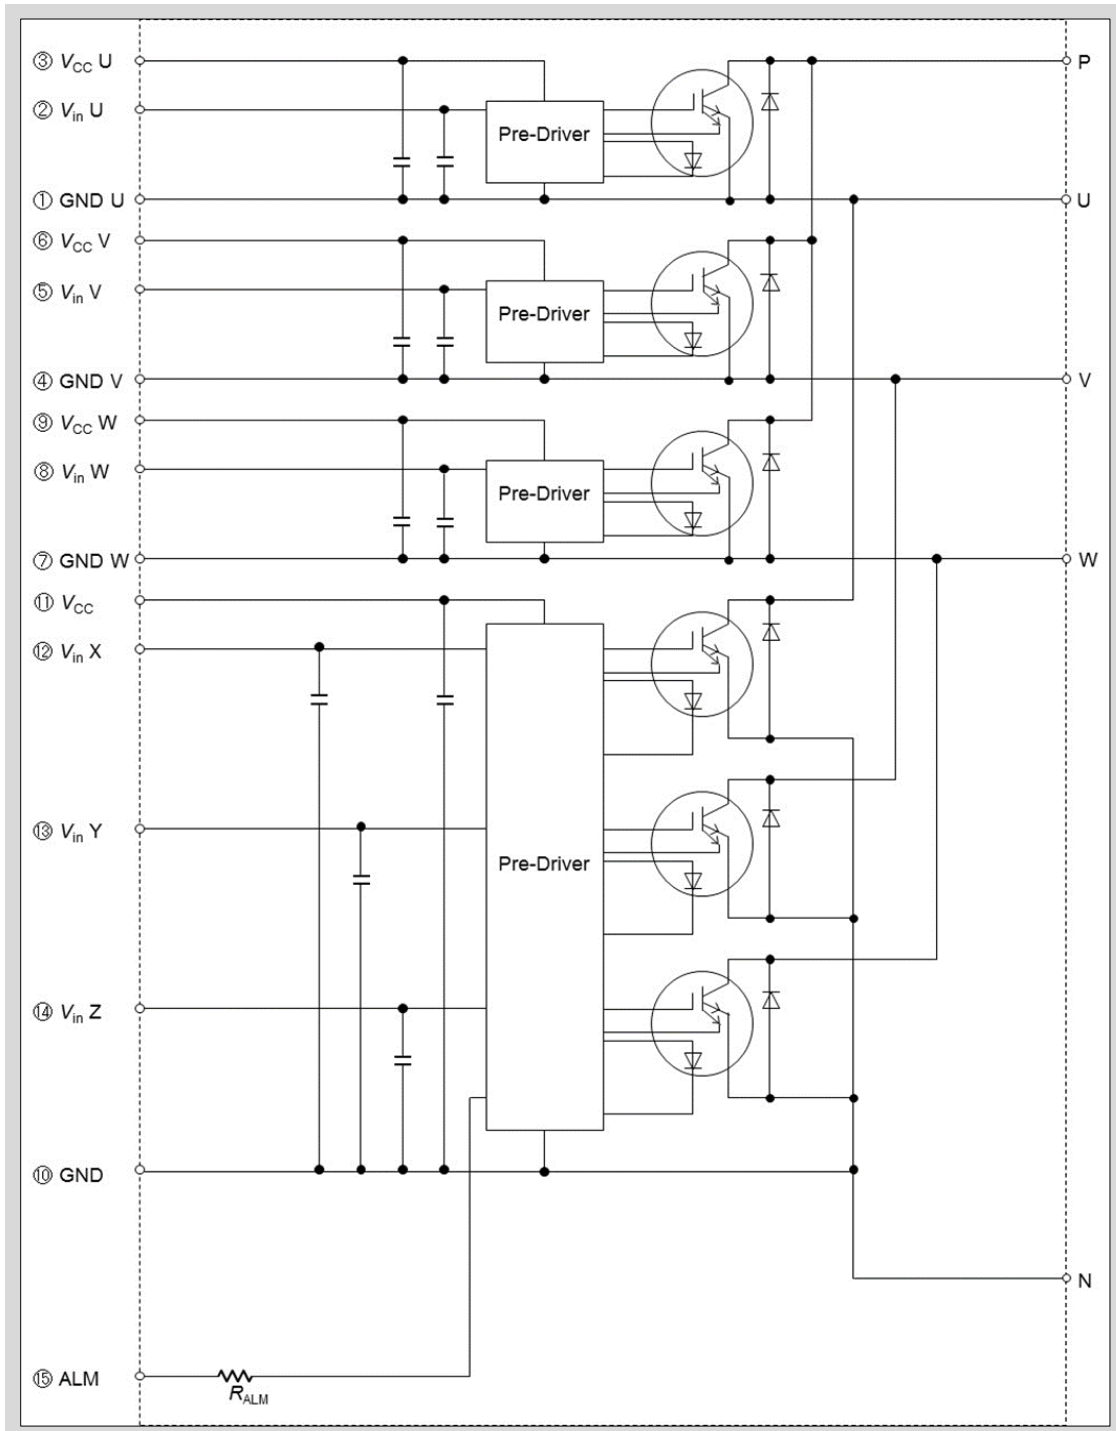 ③ VCC U
P
② Vin U
Pre-Driver
① GND U
U
⑥ VCC V
⑤ Vin V
Pre-Driver
④ GND V
V
⑨ VCC W
⑧ Vin W
Pre-Driver
⑦ GND W
W
⑪ VCC
⑫ Vin X
⑬ Vin Y
Pre-Driver
⑭ Vin Z
⑩ GND
N
⑮ ALM
RALM